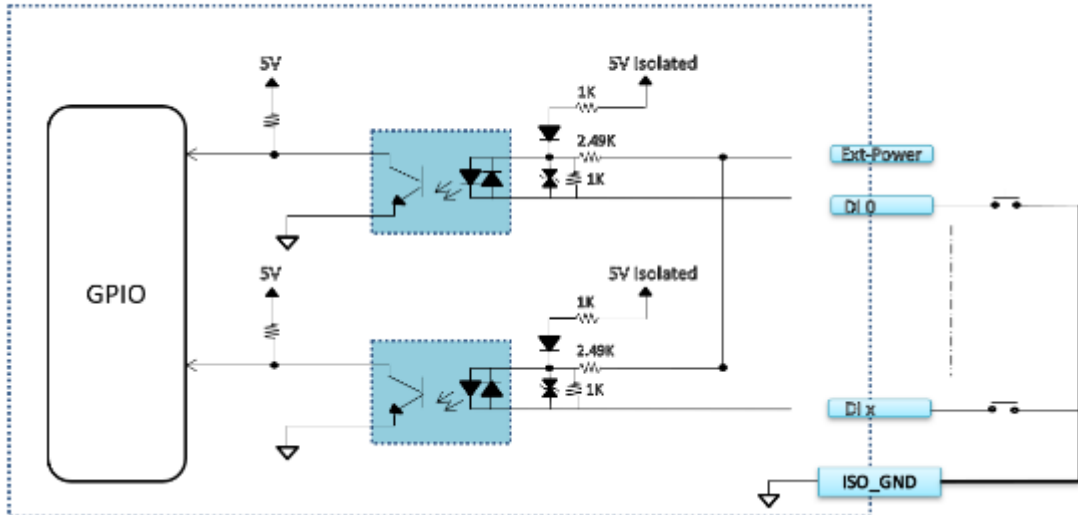 5V
5V Isolated
1K
2.49K
1K
Ext-Power
DI 0
GPIO
5V
5V Isolated
1K
2.49K
1K
DI x
ISO_GND